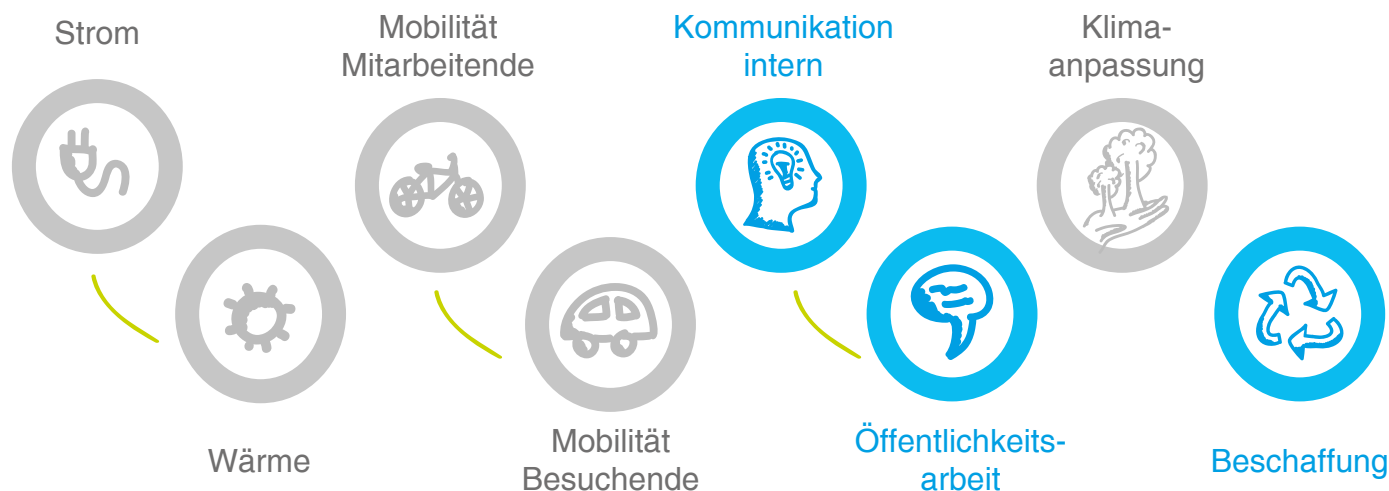 Strom
Mobilität
Mitarbeitende
Kommunikation
intern
Klima-
anpassung
Wärme
Mobilität
Besuchende
Öffentlichkeits-
arbeit
Beschaffung